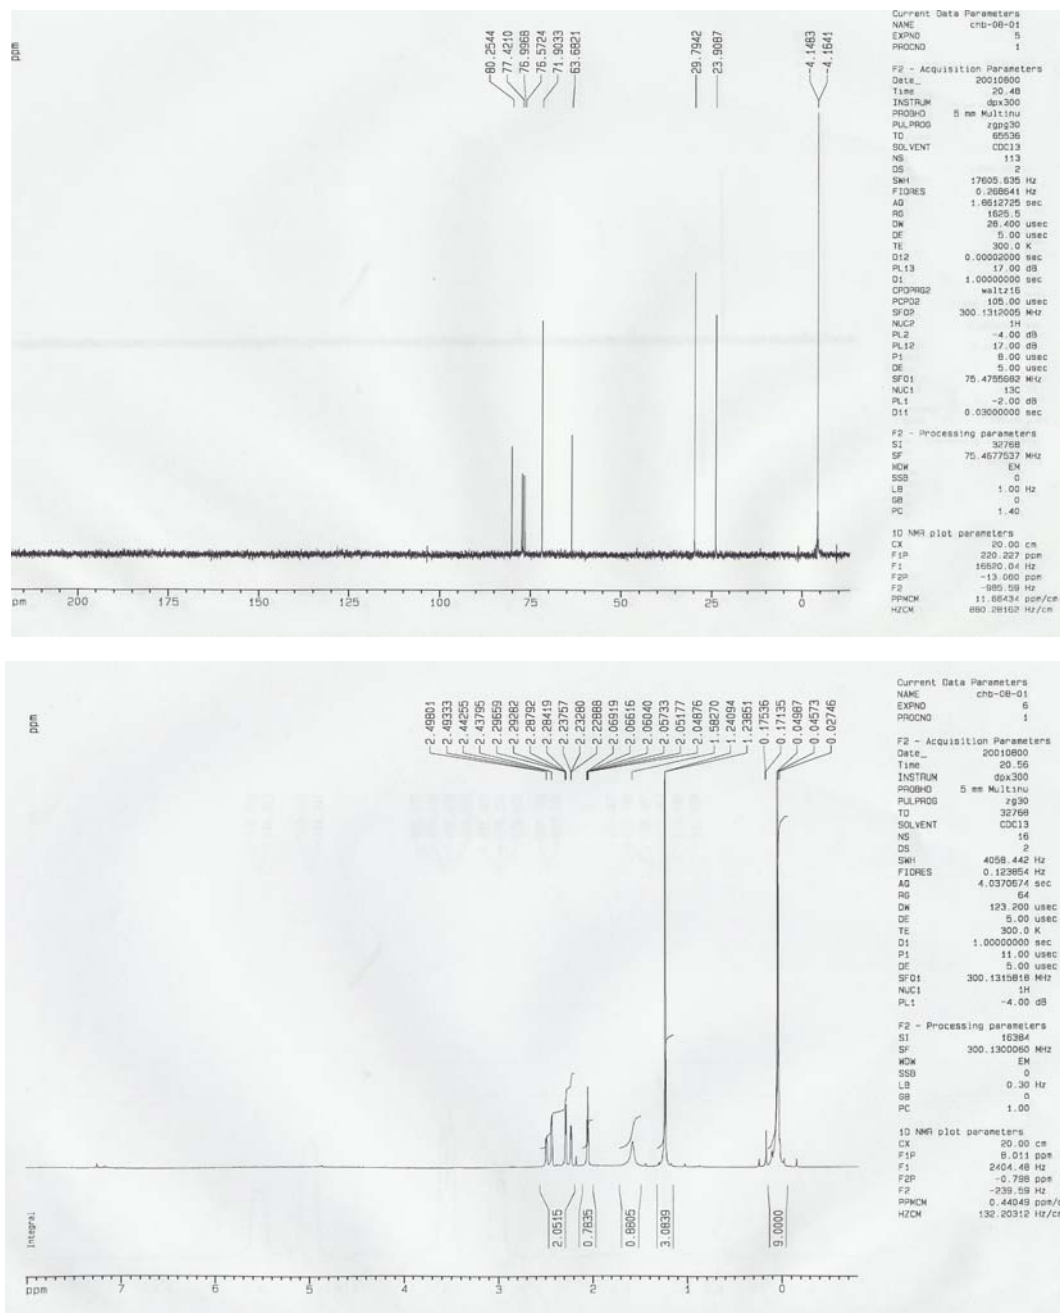 ppm
80.2544
77.4210
76.9968
76.5724
71.9033
63.6821
29.7942
23.9087
-4.1483
-4.1641
pm 200 175 150 125 100 75 50 25 0
Current Data Parameters
NAME chb-08-01
EXPNO 5
PROCNO 1
F2 - Acquisition Parameters
Date_ 20010800
Time 20.48
INSTRUM dpx300
PROBHD 5 mm Multinu
PULPROG zgpg30
TD 65536
SOLVENT CDCl3
NS 113
DS 2
SWH 17605.635 Hz
FIDRES 0.268641 Hz
AQ 1.8612725 sec
RG 1625.5
DW 28.400 usec
DE 5.00 usec
TE 300.0 K
D12 0.00002000 sec
PL13 17.00 dB
D1 1.00000000 sec
CPDPRG2 waltz16
PCPD2 105.00 usec
SFO2 300.1312005 MHz
NUC2 1H
PL2 -4.00 dB
PL12 17.00 dB
P1 8.00 usec
DE 5.00 usec
SFO1 75.4755682 MHz
NUC1 13C
PL1 -2.00 dB
D11 0.03000000 sec
F2 - Processing parameters
SI 32768
SF 75.4677537 MHz
WDW EM
SSB 0
LB 1.00 Hz
GB 0
PC 1.40
1D NMR plot parameters
CX 20.00 cm
F1P 220.227 ppm
F1 16620.04 Hz
F2P -13.060 ppm
F2 -985.59 Hz
PPMCM 11.66434 ppm/cm
HZCM 880.28162 Hz/cm
ppm
2.49801
2.49333
2.44255
2.43795
2.29659
2.29282
2.28792
2.28419
2.23757
2.23280
2.22888
2.06919
2.06616
2.06040
2.05733
2.05177
2.04876
1.58270
1.24094
1.23851
0.17536
0.17135
0.04987
0.04573
0.02746
Integral
2.0515
0.7835
0.8805
3.0839
9.0000
ppm 7 6 5 4 3 2 1 0
Current Data Parameters
NAME chb-08-01
EXPNO 6
PROCNO 1
F2 - Acquisition Parameters
Date_ 20010800
Time 20.56
INSTRUM dpx300
PROBHD 5 mm Multinu
PULPROG zg30
TD 32768
SOLVENT CDCl3
NS 16
DS 2
SWH 4058.442 Hz
FIDRES 0.123854 Hz
AQ 4.0370674 sec
RG 64
DW 123.200 usec
DE 5.00 usec
TE 300.0 K
D1 1.00000000 sec
P1 11.00 usec
DE 5.00 usec
SFO1 300.1315818 MHz
NUC1 1H
PL1 -4.00 dB
F2 - Processing parameters
SI 16384
SF 300.1300060 MHz
WDW EM
SSB 0
LB 0.30 Hz
GB 0
PC 1.00
1D NMR plot parameters
CX 20.00 cm
F1P 8.011 ppm
F1 2404.48 Hz
F2P -0.798 ppm
F2 -239.59 Hz
PPMCM 0.44049 ppm/c
HZCM 132.20312 Hz/c